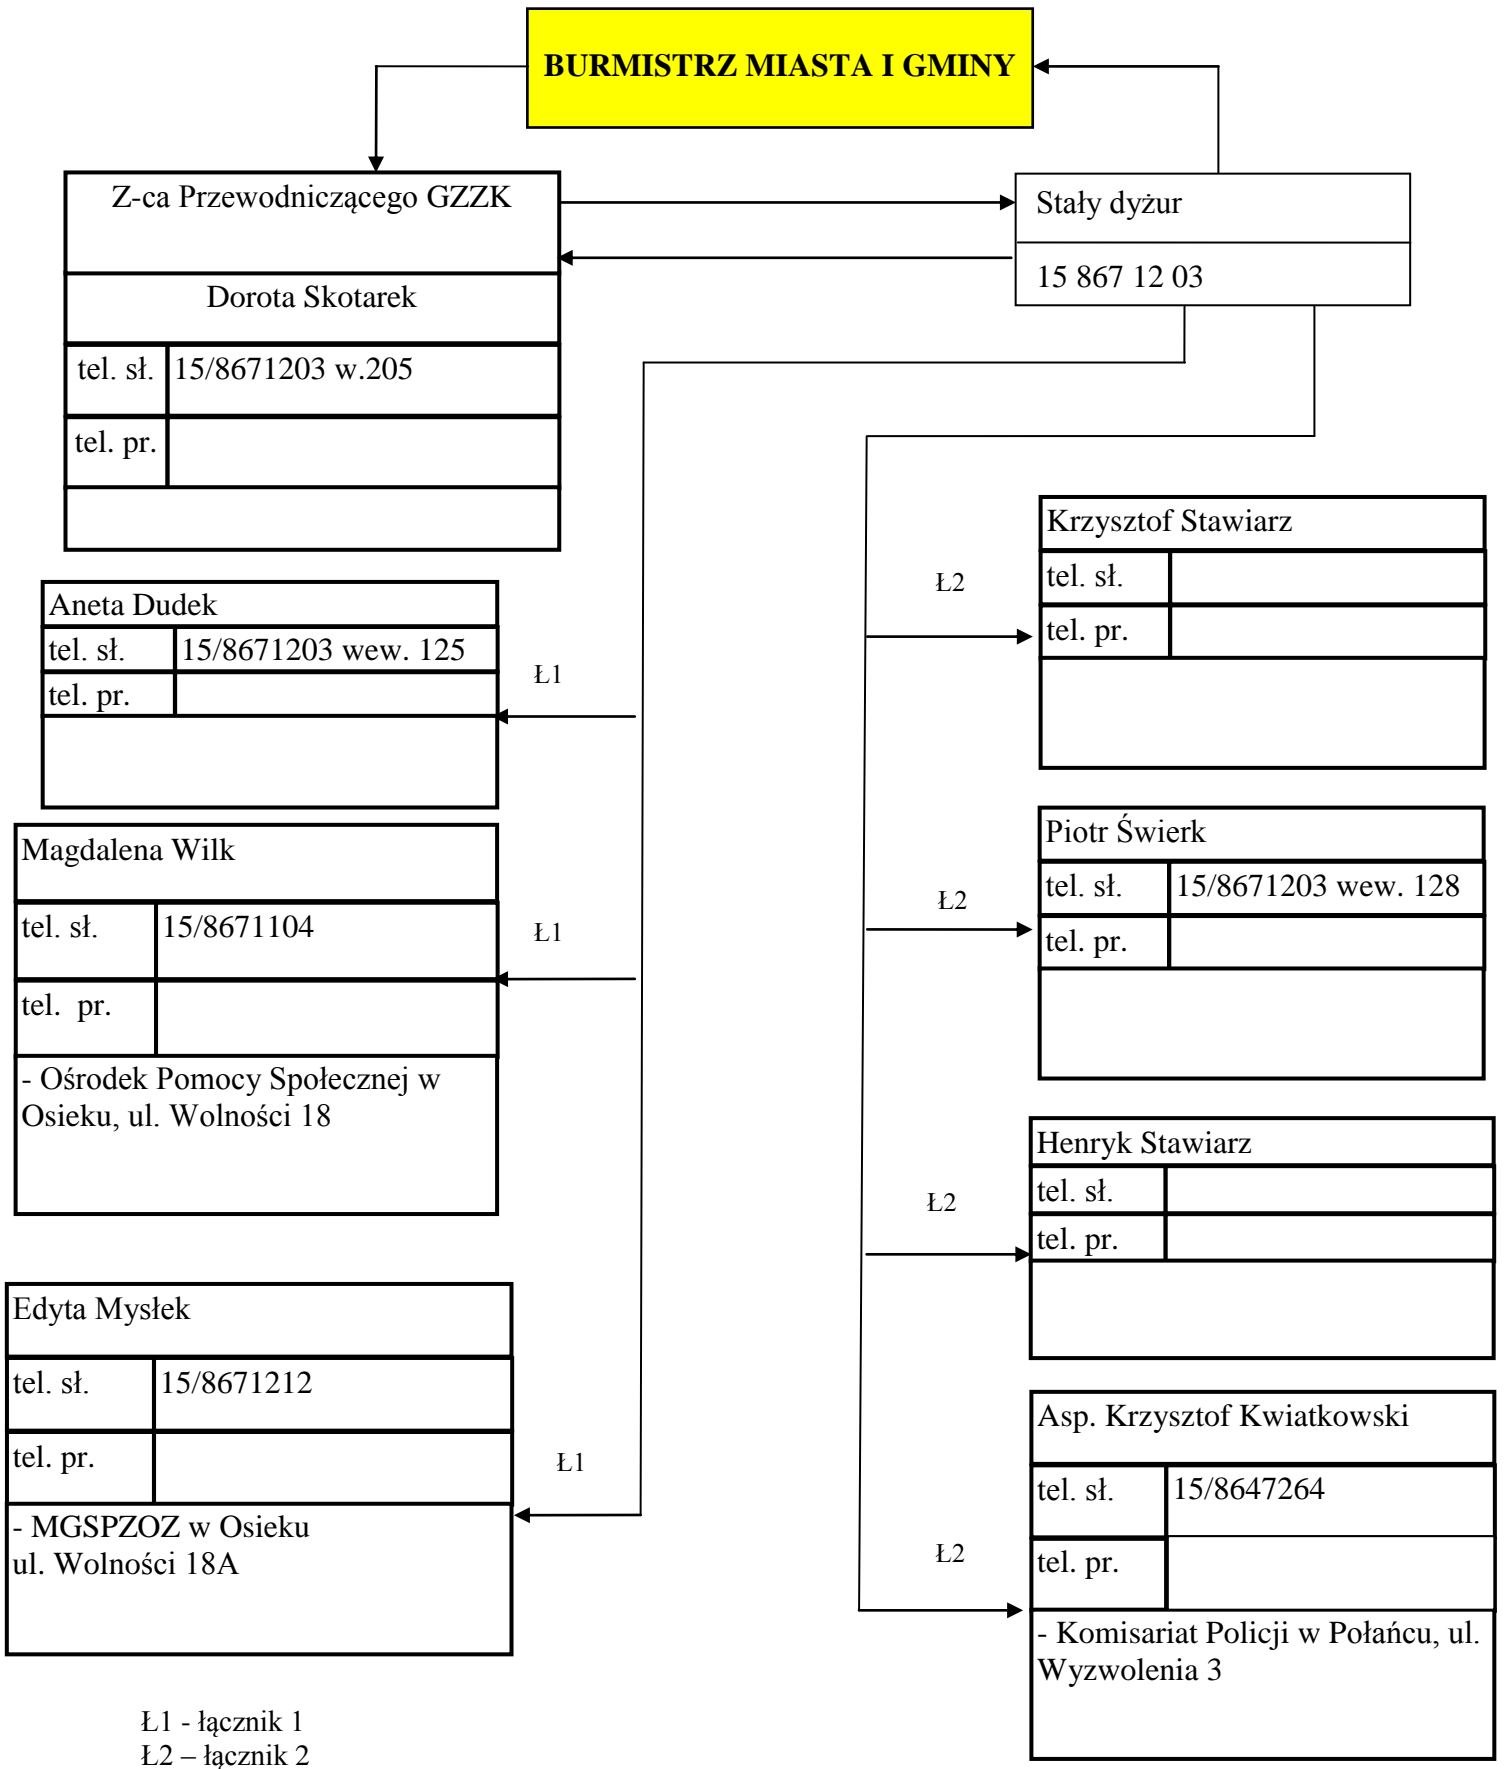 BURMISTRZ MIASTA I GMINY
Z-ca Przewodniczącego GZZK
Dorota Skotarek
tel. sł. 15/8671203 w.205
tel. pr.
Stały dyżur
15 867 12 03
Aneta Dudek
tel. sł. 15/8671203 wew. 125
tel. pr.
Ł1
Magdalena Wilk
tel. sł. 15/8671104
tel. pr.
- Ośrodek Pomocy Społecznej w
Osieku, ul. Wolności 18
Ł1
Edyta Mysłek
tel. sł. 15/8671212
tel. pr.
- MGSPZOZ w Osieku
ul. Wolności 18A
Ł1
Krzysztof Stawiarz
tel. sł.
tel. pr.
Ł2
Piotr Świerk
tel. sł. 15/8671203 wew. 128
tel. pr.
Ł2
Henryk Stawiarz
tel. sł.
tel. pr.
Ł2
Asp. Krzysztof Kwiatkowski
tel. sł. 15/8647264
tel. pr.
- Komisariat Policji w Połańcu, ul.
Wyzwolenia 3
Ł2
Ł1 - łącznik 1
Ł2 – łącznik 2